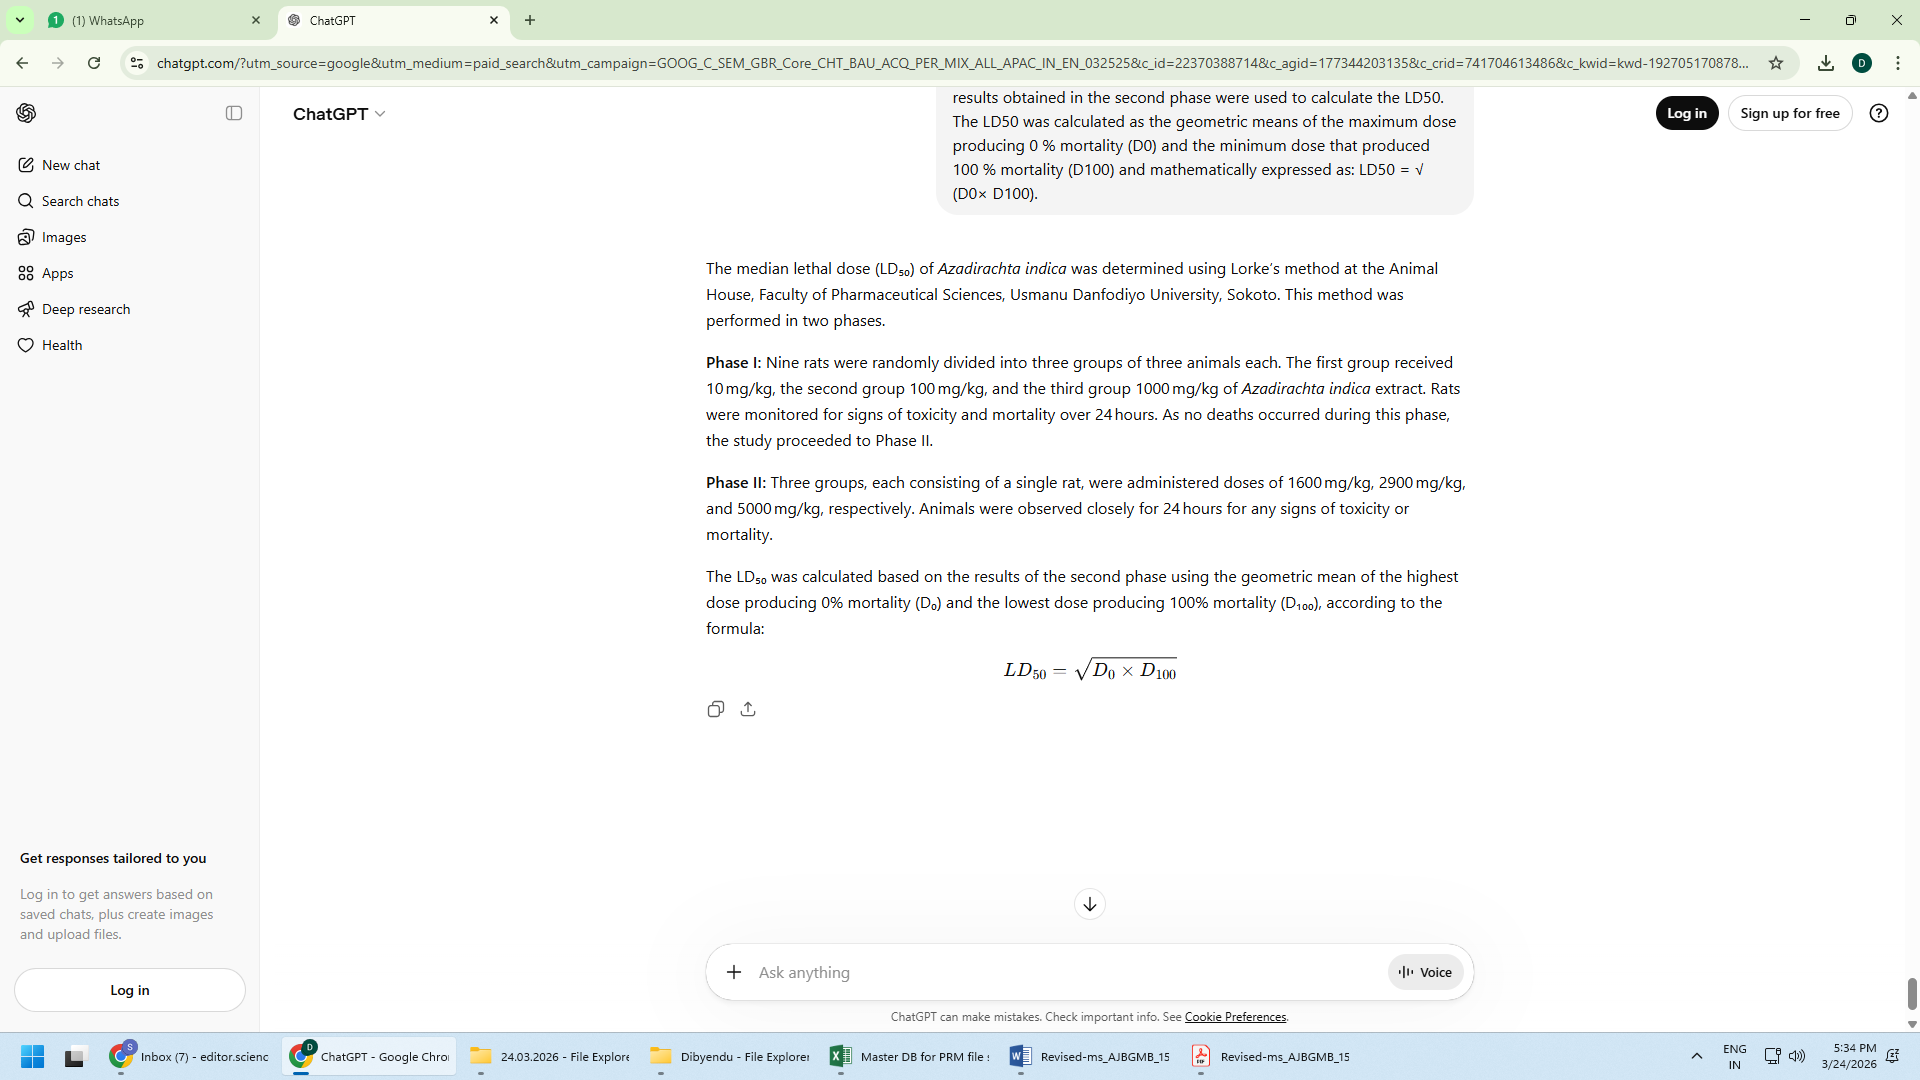 (1) WhatsApp
ChatGPT
chatgpt.com/?utm_source=google&utm_medium=paid_search&utm_campaign=GOOG_C_SEM_GBR_Core_CHT_BAU_ACQ_PER_MIX_ALL_APAC_IN_EN_032525&c_id=22370388714&c_agid=177344203135&c_crid=741704613486&c_kwid=kwd-192705170878...
ChatGPT
Log in
Sign up for free
New chat
Search chats
Images
Apps
Deep research
Health
results obtained in the second phase were used to calculate the LD50.
The LD50 was calculated as the geometric means of the maximum dose
producing 0 % mortality (D0) and the minimum dose that produced
100 % mortality (D100) and mathematically expressed as: LD50 = √
(D0× D100).
The median lethal dose (LD₅₀) of Azadirachta indica was determined using Lorke's method at the Animal
House, Faculty of Pharmaceutical Sciences, Usmanu Danfodiyo University, Sokoto. This method was
performed in two phases.
Phase I: Nine rats were randomly divided into three groups of three animals each. The first group received
10 mg/kg, the second group 100 mg/kg, and the third group 1000 mg/kg of Azadirachta indica extract. Rats
were monitored for signs of toxicity and mortality over 24 hours. As no deaths occurred during this phase,
the study proceeded to Phase II.
Phase II: Three groups, each consisting of a single rat, were administered doses of 1600 mg/kg, 2900 mg/kg,
and 5000 mg/kg, respectively. Animals were observed closely for 24 hours for any signs of toxicity or
mortality.
The LD₅₀ was calculated based on the results of the second phase using the geometric mean of the highest
dose producing 0% mortality (D₀) and the lowest dose producing 100% mortality (D₁₀₀), according to the
formula:
LD₅₀ = √(D₀ × D₁₀₀)
Get responses tailored to you
Log in to get answers based on
saved chats, plus create images
and upload files.
Log in
Ask anything
Voice
ChatGPT can make mistakes. Check important info. See Cookie Preferences.
Inbox (7) - editor.scienc
ChatGPT - Google Chro
24.03.2026 - File Explore
Dibyendu - File Explorer
Master DB for PRM file
Revised-ms_AJBGMB_15
Revised-ms_AJBGMB_15
ENG
IN
5:34 PM
3/24/2026